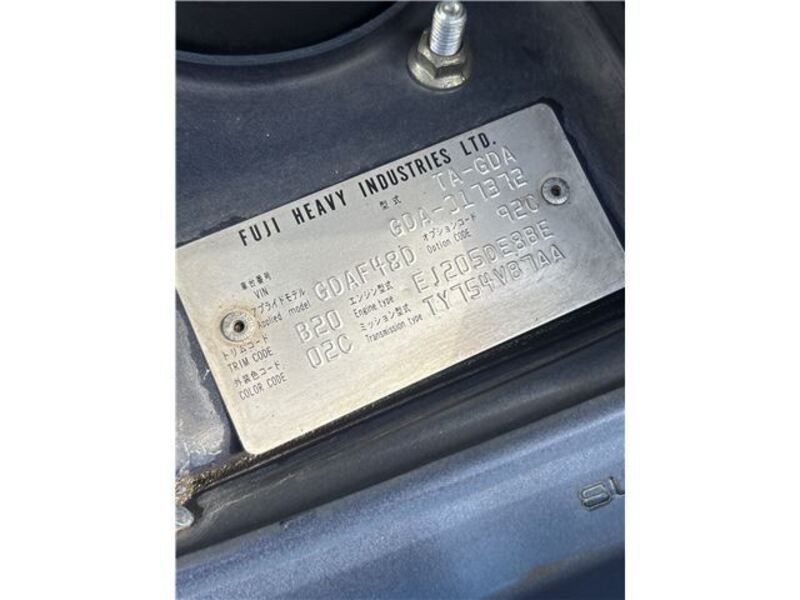 FUJI HEAVY INDUSTRIES LTD.
型式 TA-GDA
車台番号 GDA-017372
VIN
アプライドモデル GDAF48D オプションコード 92C
Applied model Option CODE
トリムコード B20 エンジン型式 EJ205DE8BE
TRIM CODE Engine type
外装色コード 02C ミッション型式 TY754VB7AA
COLOR CODE Transmission type